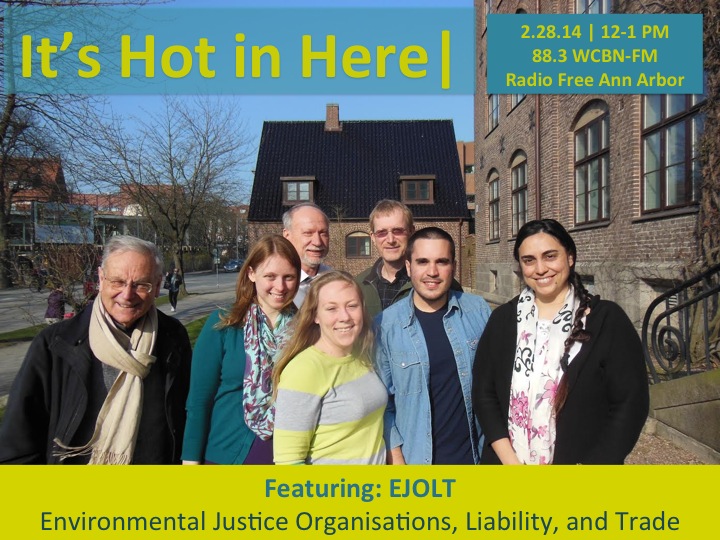 It's Hot in Here|
2.28.14 | 12-1 PM
88.3 WCBN-FM
Radio Free Ann Arbor
Featuring: EJOLT
Environmental Justice Organisations, Liability, and Trade